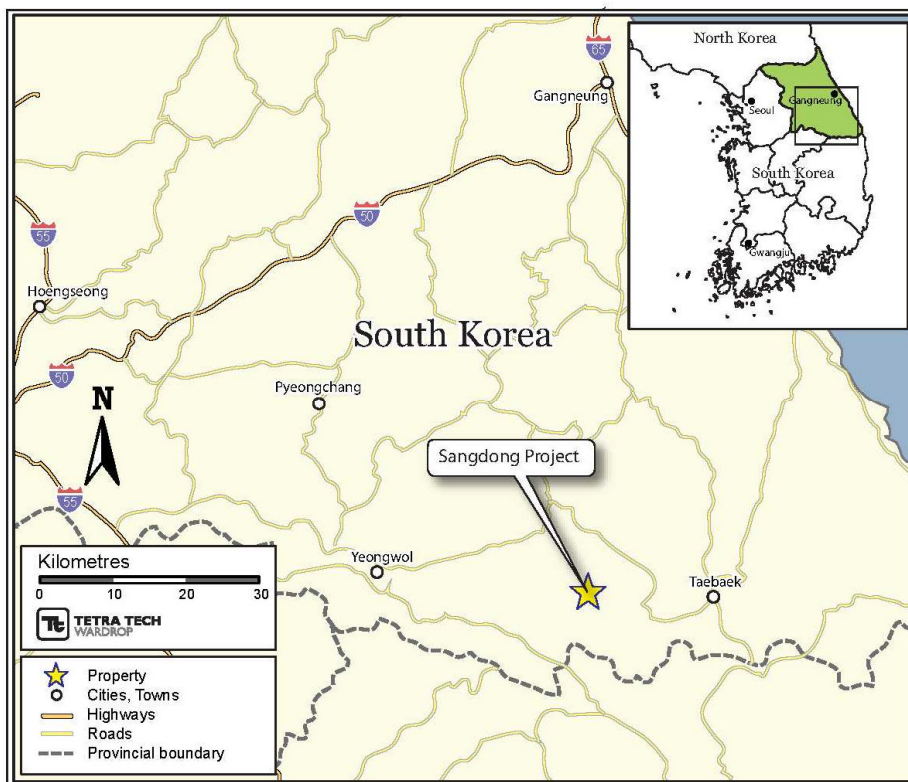 65
Gangneung
North Korea
Seoul
Gangneung
South Korea
Gwangju
50
55
Hoengseong
South Korea
50
Pyeongchang
N
Sangdong Project
55
Kilometres
0 10 20 30
Tt TETRA TECH
WARDROP
Yeongwol
Taebaek
Property
Cities, Towns
Highways
Roads
Provincial boundary